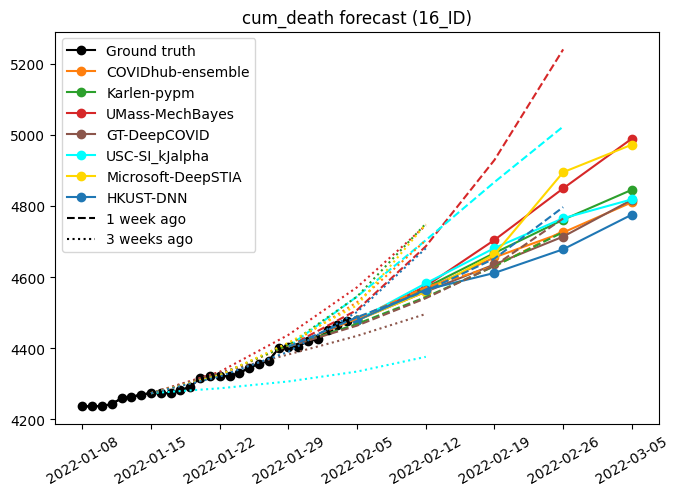 cum_death forecast (16_ID)
Ground truth
COVIDhub-ensemble
Karlen-pypm
UMass-MechBayes
GT-DeepCOVID
USC-SI_kJalpha
Microsoft-DeepSTIA
HKUST-DNN
1 week ago
3 weeks ago
5200
5000
4800
4600
4400
4200
2022-01-08
2022-01-15
2022-01-22
2022-01-29
2022-02-05
2022-02-12
2022-02-19
2022-02-26
2022-03-05